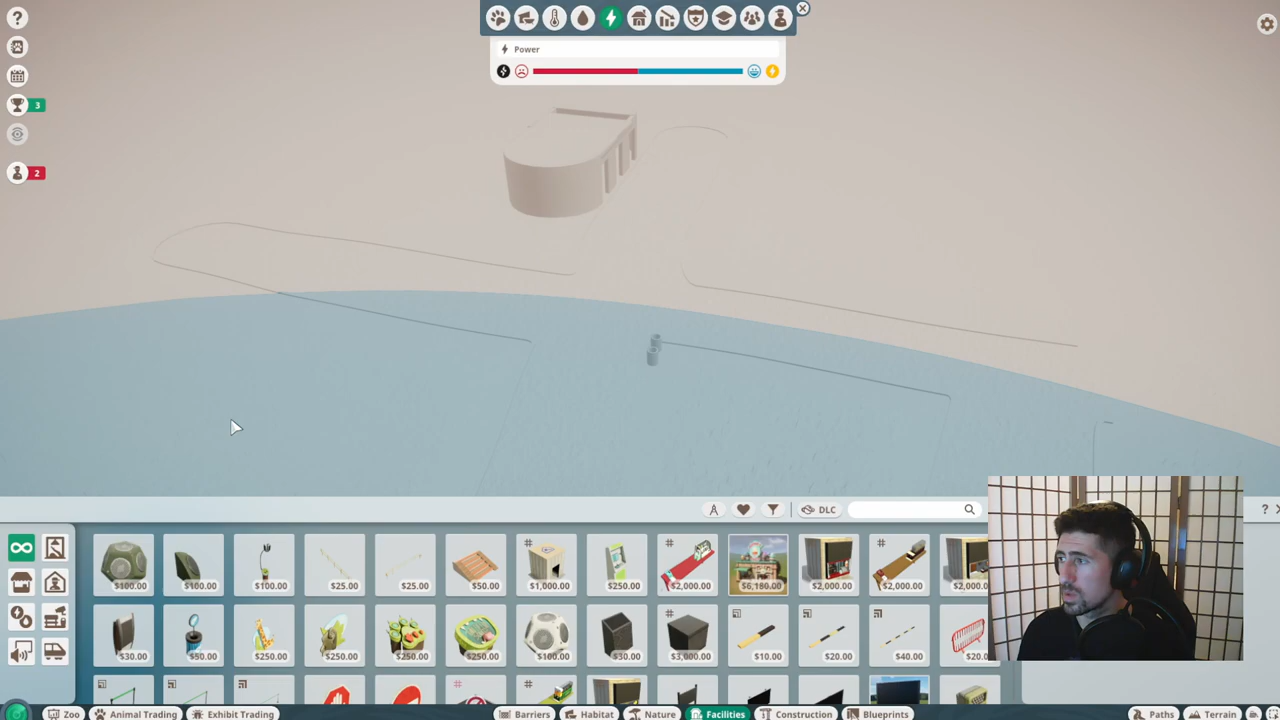 ?
Power
3
2
DLC
?
$100.00
$100.00
$100.00
$25.00
$25.00
$50.00
$1,000.00
$250.00
$2,000.00
$6,180.00
$2,000.00
$2,000.00
$2,000.00
$30.00
$50.00
$250.00
$250.00
$250.00
$250.00
$100.00
$30.00
$3,000.00
$10.00
$20.00
$40.00
$20.00
Zoo
Animal Trading
Exhibit Trading
Barriers
Habitat
Nature
Facilities
Construction
Blueprints
Paths
Terrain